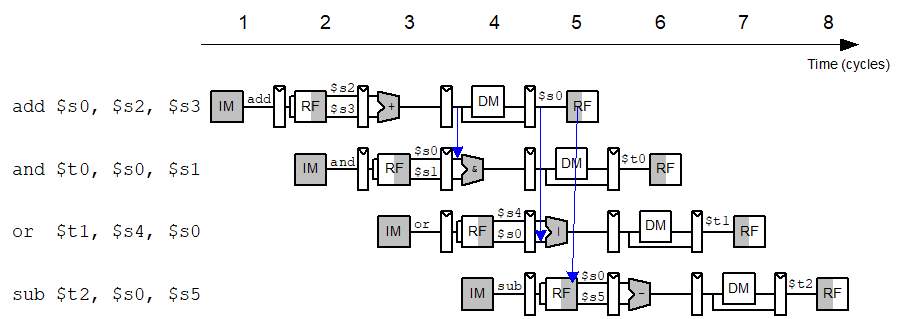 1 2 3 4 5 6 7 8
Time (cycles)
add $s0, $s2, $s3 IM add RF $s2 $s3 + DM $s0 RF
and $t0, $s0, $s1 IM and RF $s0 $s1 & DM $t0 RF
or $t1, $s4, $s0 IM or RF $s4 $s0 | DM $t1 RF
sub $t2, $s0, $s5 IM sub RF $s0 $s5 - DM $t2 RF